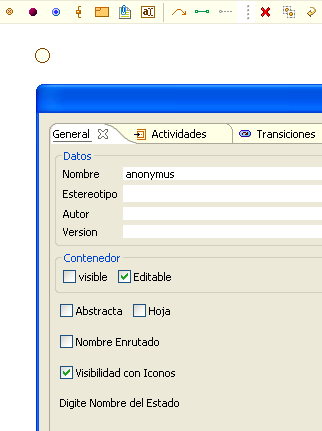 a
General Actividades Transiciones
Datos
Nombre anonymus
Estereotipo
Autor
Version
Contenedor
visible Editable
Abstracta Hoja
Nombre Enrutado
Visibilidad con Iconos
Digite Nombre del Estado